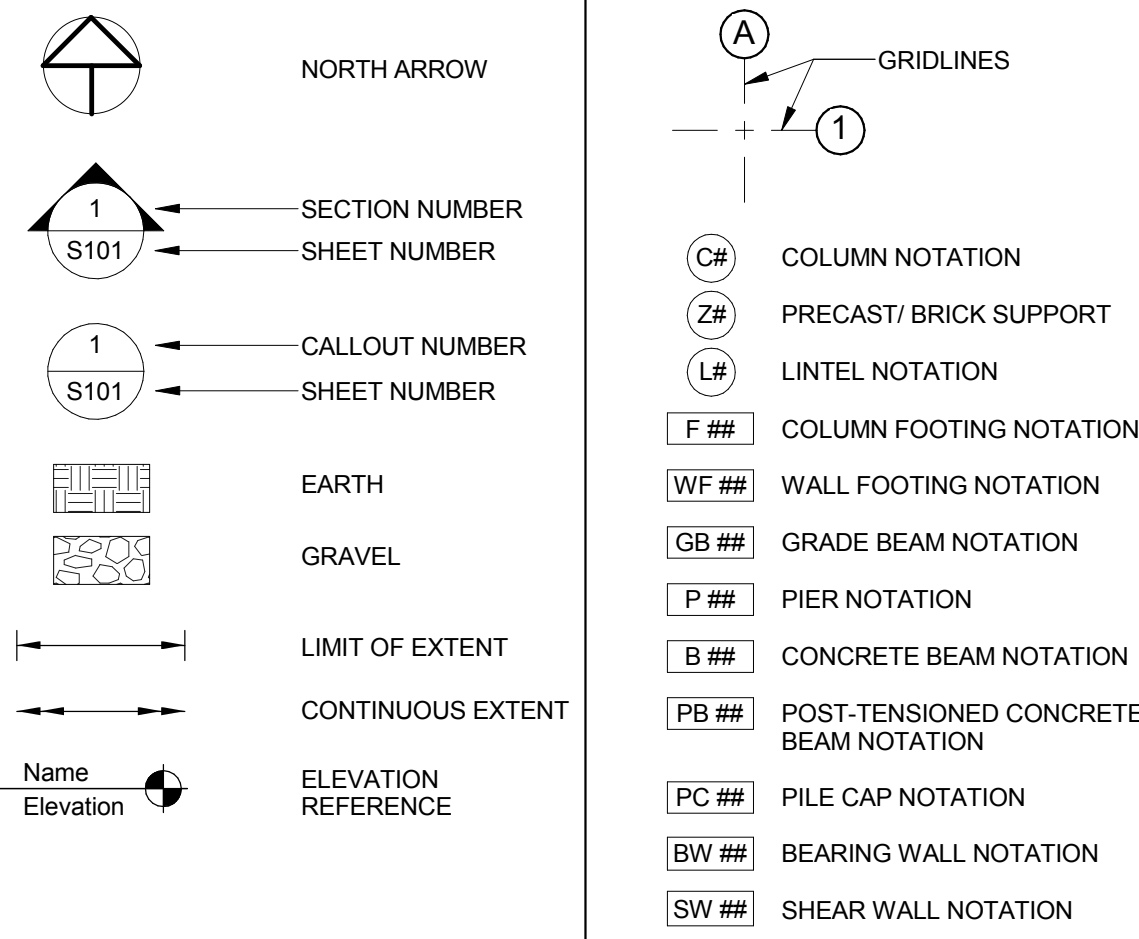 NORTH ARROW
1
SECTION NUMBER
S101
SHEET NUMBER
1
CALLOUT NUMBER
S101
SHEET NUMBER
EARTH
GRAVEL
LIMIT OF EXTENT
CONTINUOUS EXTENT
Name
Elevation
ELEVATION
REFERENCE
A
GRIDLINES
1
C# COLUMN NOTATION
Z# PRECAST/ BRICK SUPPORT
L# LINTEL NOTATION
F ## COLUMN FOOTING NOTATION
WF ## WALL FOOTING NOTATION
GB ## GRADE BEAM NOTATION
P ## PIER NOTATION
B ## CONCRETE BEAM NOTATION
PB ## POST-TENSIONED CONCRETE
BEAM NOTATION
PC ## PILE CAP NOTATION
BW ## BEARING WALL NOTATION
SW ## SHEAR WALL NOTATION